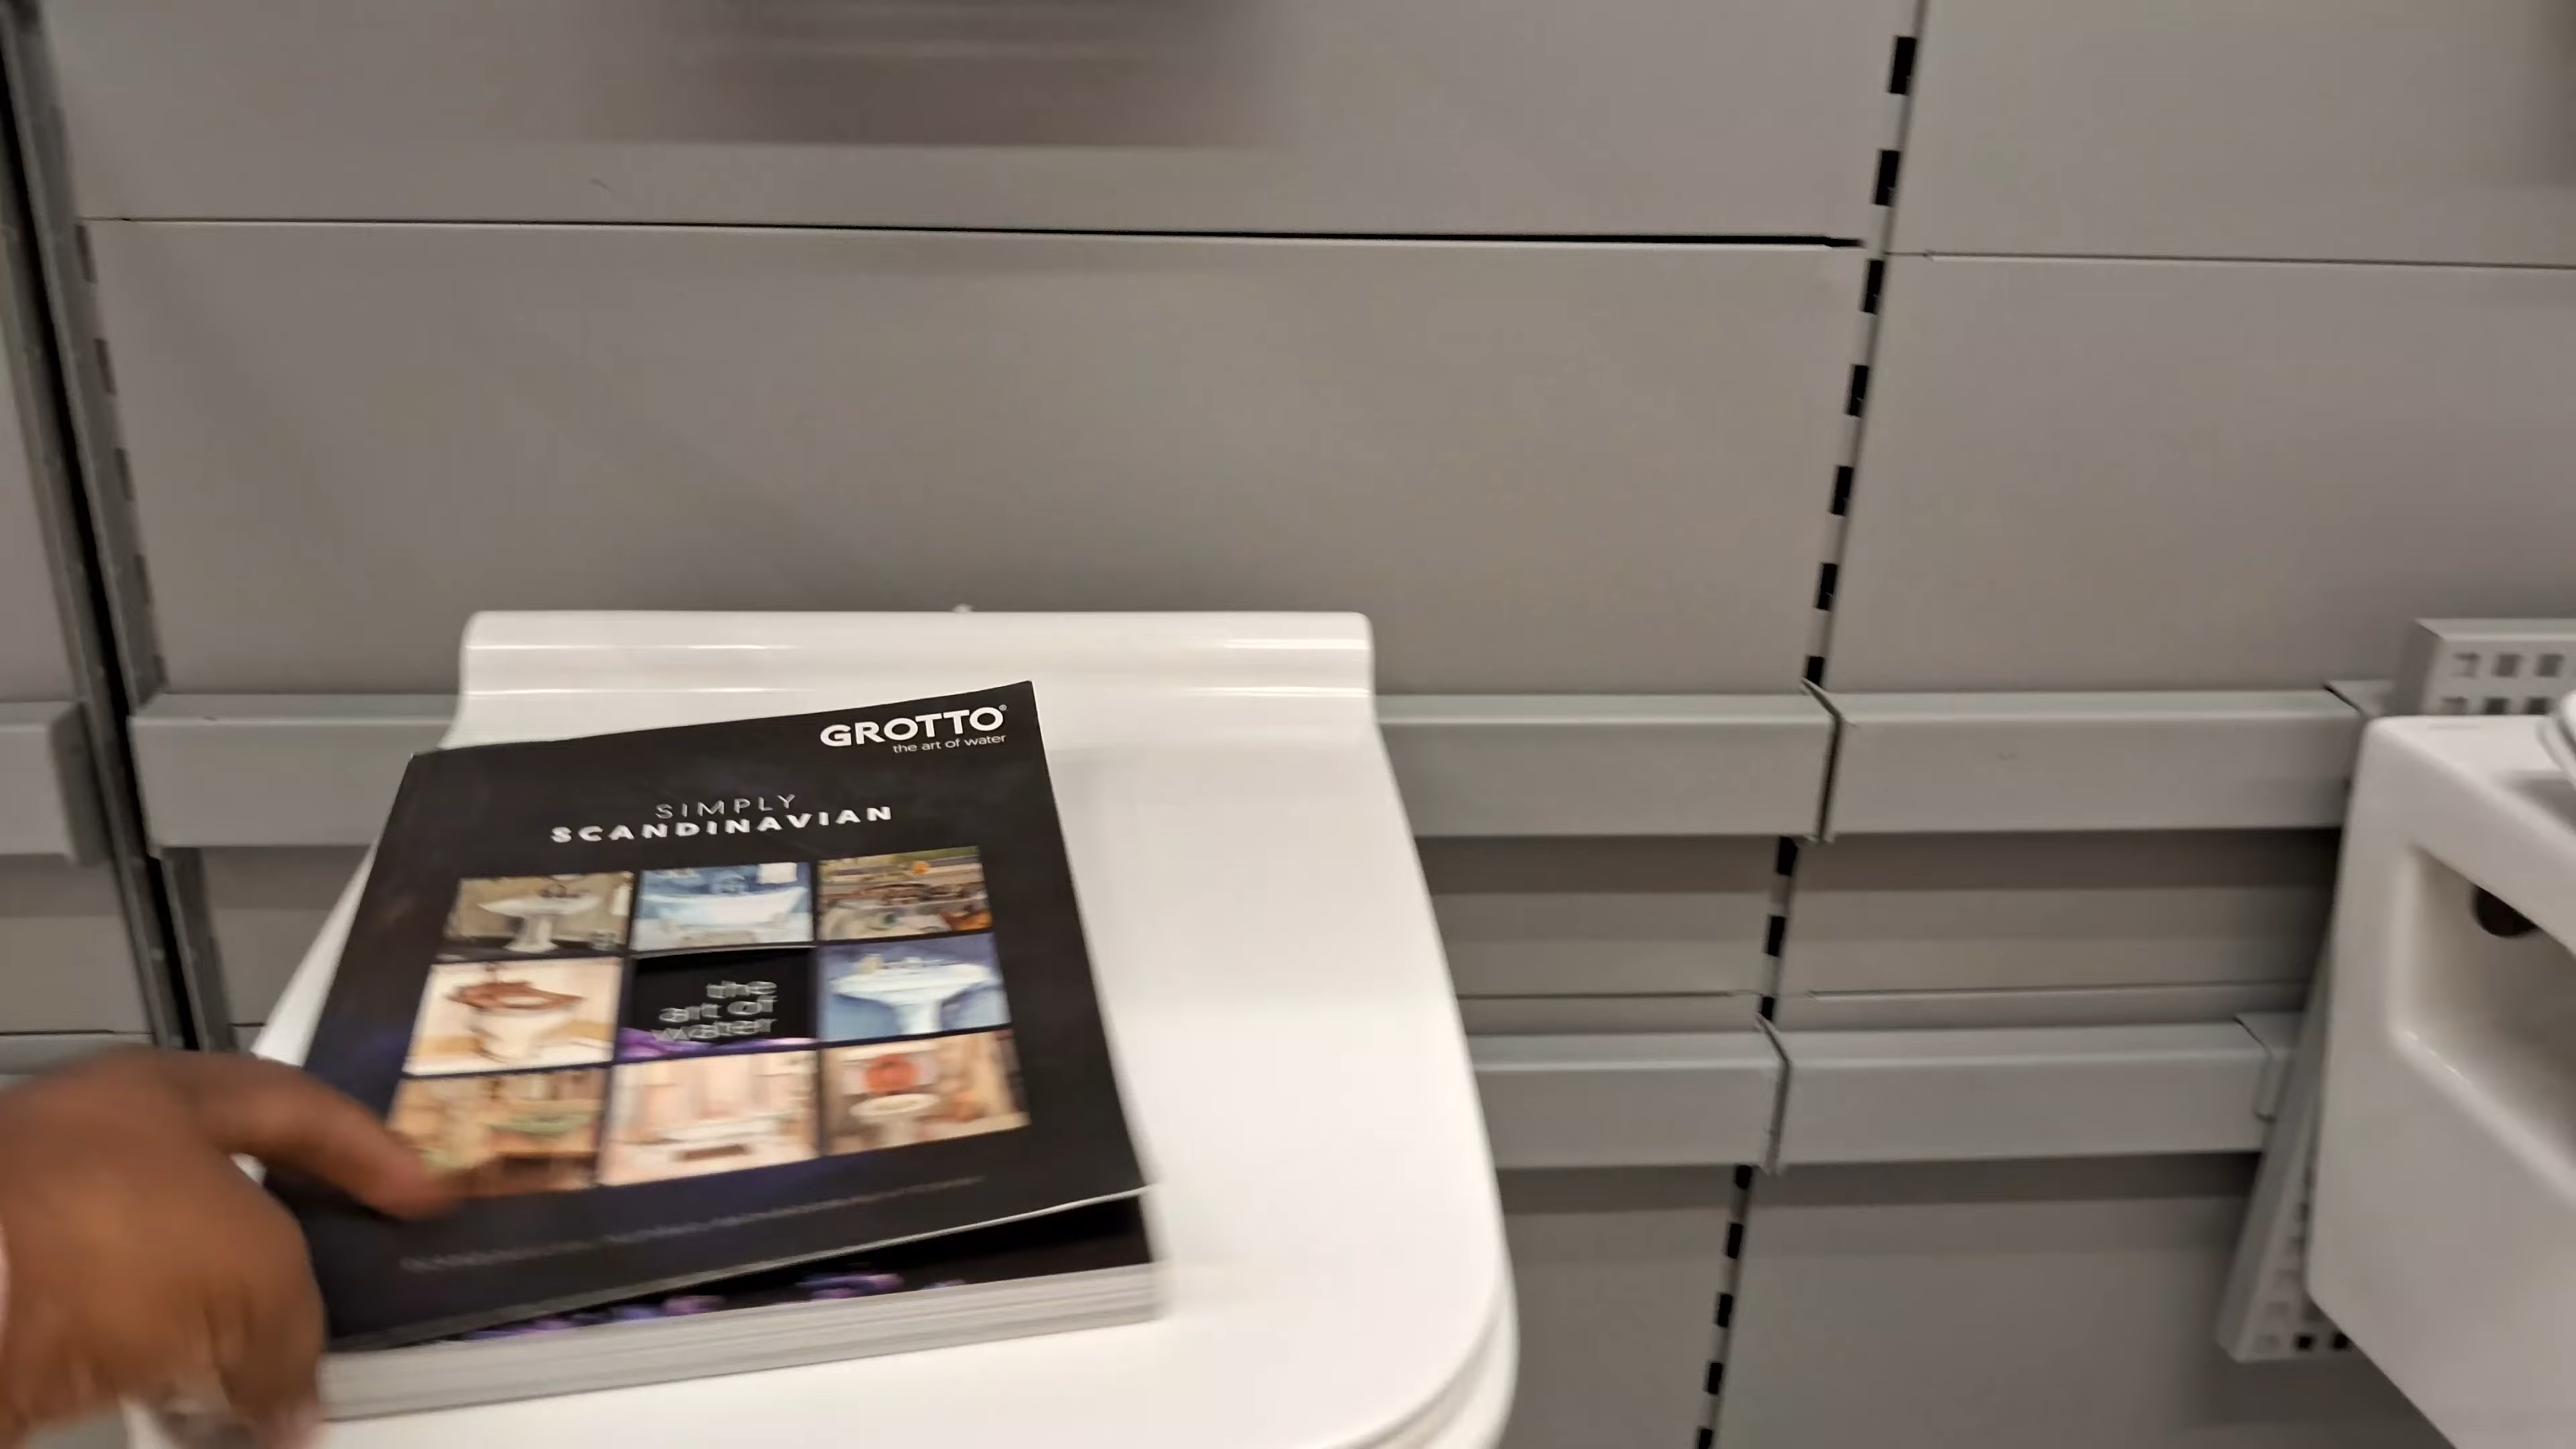 GROTTO®
the art of water
SIMPLY
SCANDINAVIAN
the
art of
water